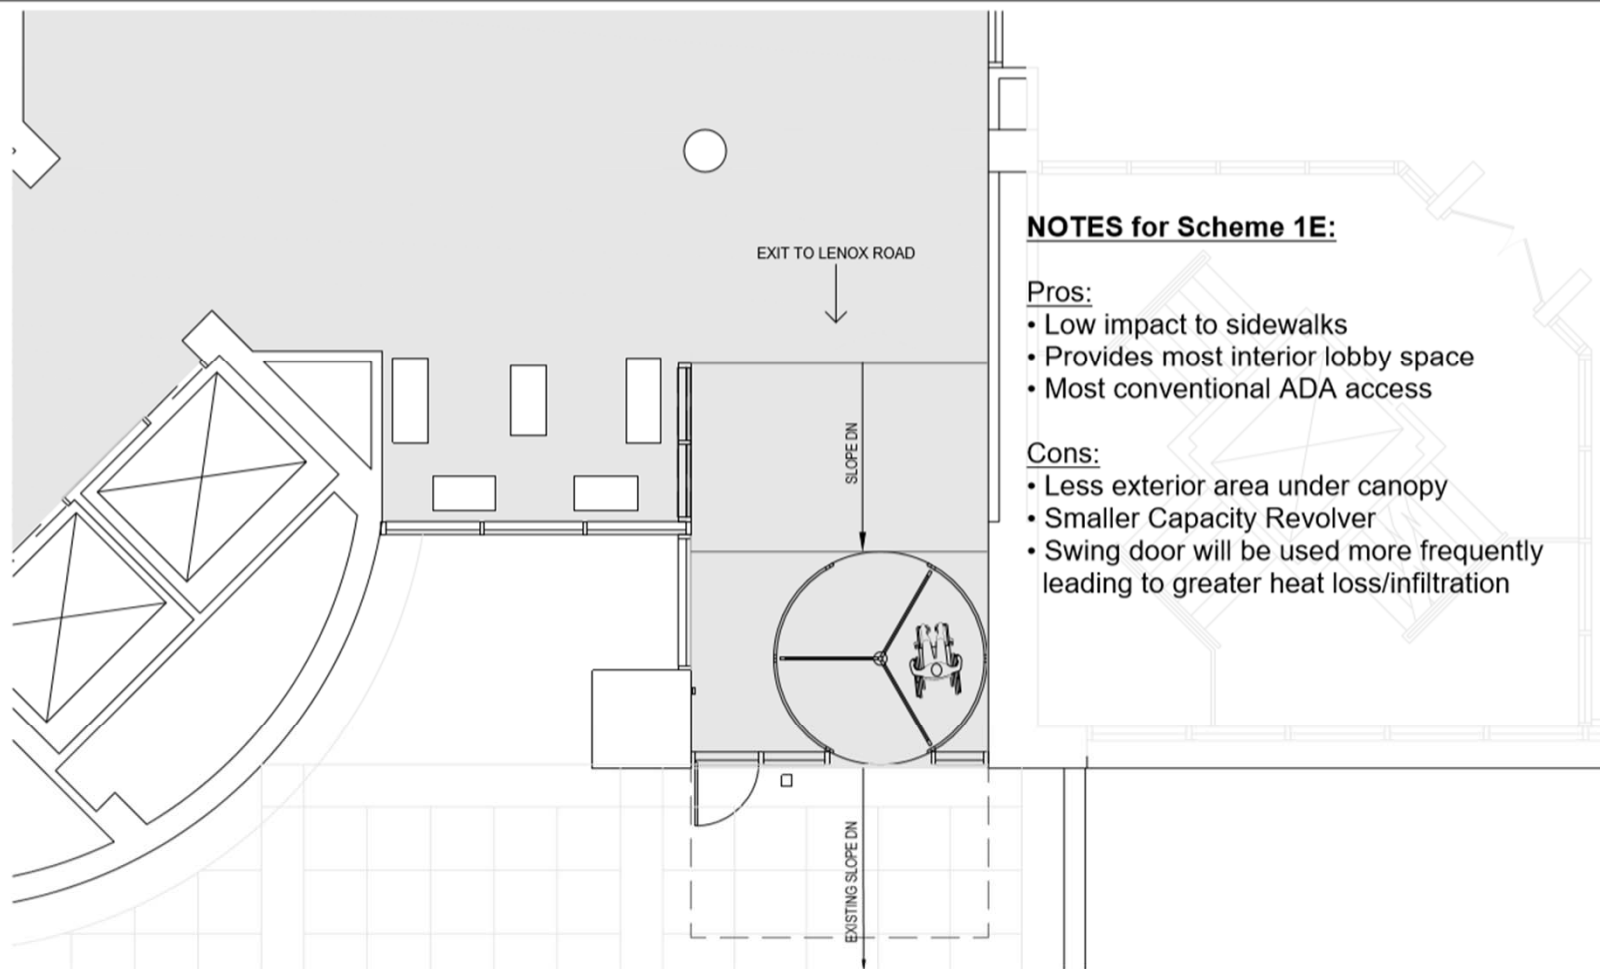 EXIT TO LENOX ROAD
SLOPE DN
EXISTING SLOPE DN
NOTES for Scheme 1E:
Pros:
• Low impact to sidewalks
• Provides most interior lobby space
• Most conventional ADA access
Cons:
• Less exterior area under canopy
• Smaller Capacity Revolver
• Swing door will be used more frequently
leading to greater heat loss/infiltration